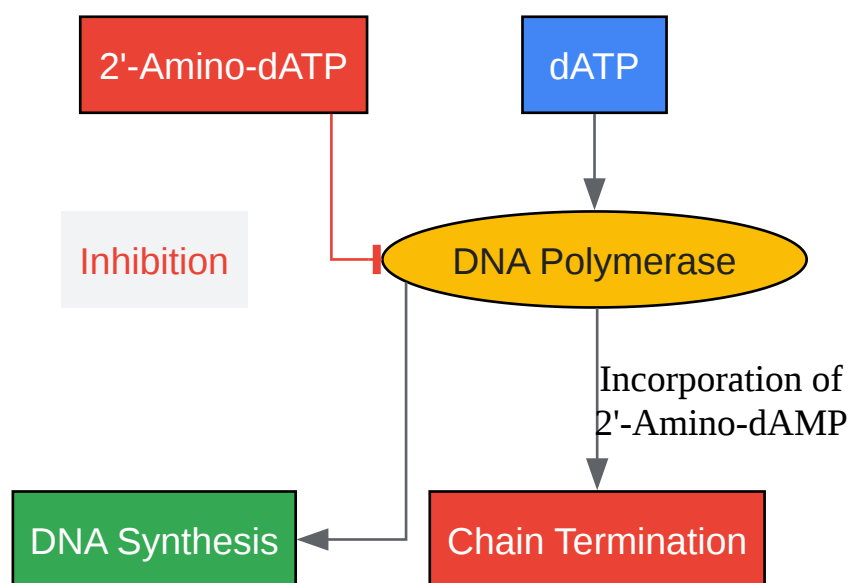 2'-Amino-dATP
dATP
Inhibition
DNA Polymerase
Incorporation of
2'-Amino-dAMP
DNA Synthesis
Chain Termination